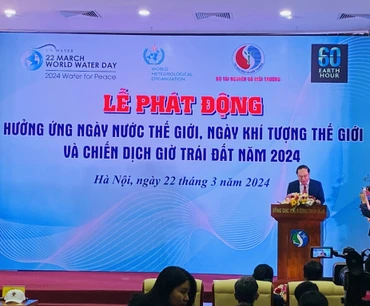 UN WATER
22 MARCH
WORLD WATER DAY
2024 Water for Peace
WORLD
METEOROLOGICAL
ORGANIZATION
BỘ TÀI NGUYÊN VÀ MÔI TRƯỜNG
60
EARTH
HOUR
LỄ PHÁT ĐỘNG
HƯỞNG ỨNG NGÀY NƯỚC THẾ GIỚI, NGÀY KHÍ TƯỢNG THẾ GIỚI
VÀ CHIẾN DỊCH GIỜ TRÁI ĐẤT NĂM 2024
Hà Nội, ngày 22 tháng 3 năm 2024